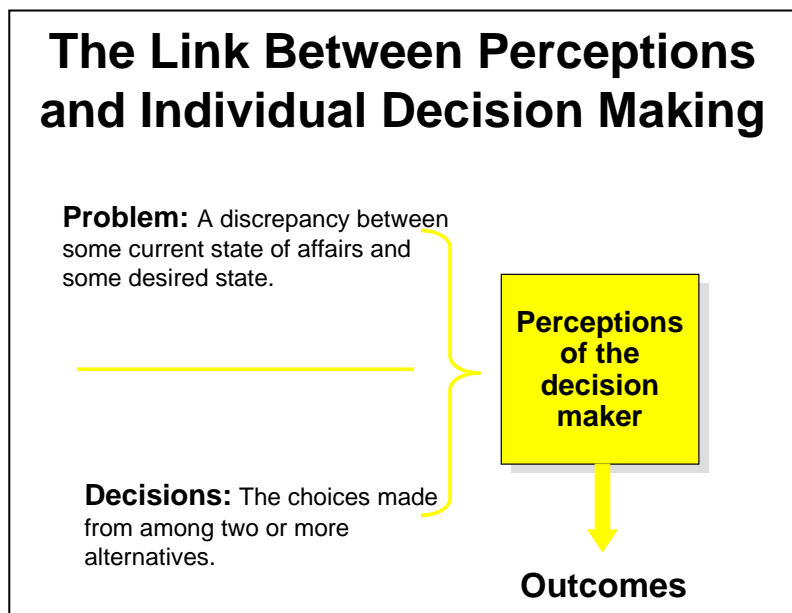 The Link Between Perceptions
and Individual Decision Making
Problem: A discrepancy between
some current state of affairs and
some desired state.
Perceptions
of the
decision
maker
Decisions: The choices made
from among two or more
alternatives.
Outcomes